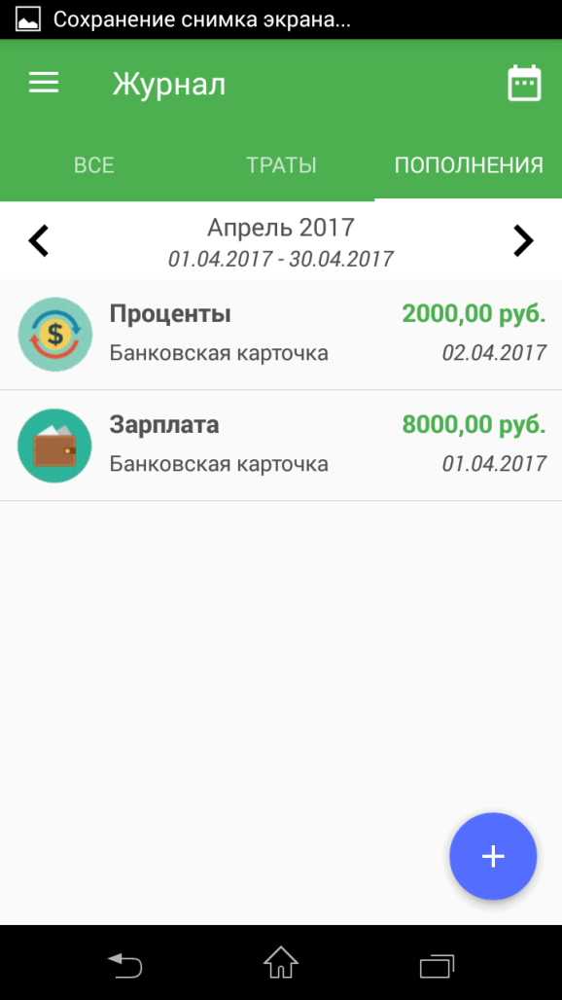 Сохранение снимка экрана...
Журнал
ВСЕ ТРАТЫ ПОПОЛНЕНИЯ
Апрель 2017
01.04.2017 - 30.04.2017
Проценты 2000,00 руб.
Банковская карточка 02.04.2017
Зарплата 8000,00 руб.
Банковская карточка 01.04.2017